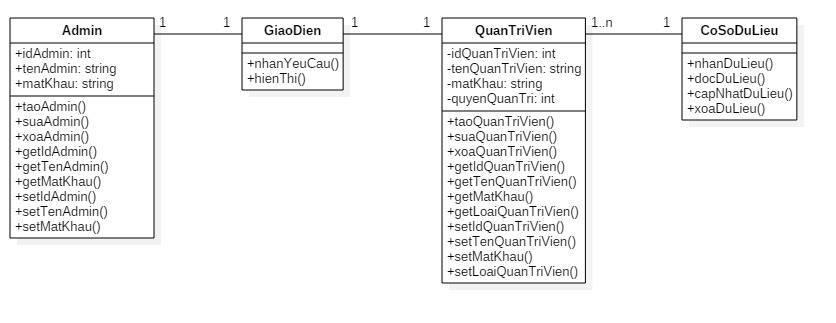 Admin
+idAdmin: int
+tenAdmin: string
+matKhau: string
+taoAdmin()
+suaAdmin()
+xoaAdmin()
+getIdAdmin()
+getTenAdmin()
+getMatKhau()
+setIdAdmin()
+setTenAdmin()
+setMatKhau()
1
1
GiaoDien
+nhanYeuCau()
+hienThi()
1
1
QuanTriVien
-idQuanTriVien: int
-tenQuanTriVien: string
-matKhau: string
-quyenQuanTri: int
+taoQuanTriVien()
+suaQuanTriVien()
+xoaQuanTriVien()
+getIdQuanTriVien()
+getTenQuanTriVien()
+getMatKhau()
+getLoaiQuanTriVien()
+setIdQuanTriVien()
+setTenQuanTriVien()
+setMatKhau()
+setLoaiQuanTriVien()
1..n
1
CoSoDuLieu
+nhanDuLieu()
+docDuLieu()
+capNhatDuLieu()
+xoaDuLieu()